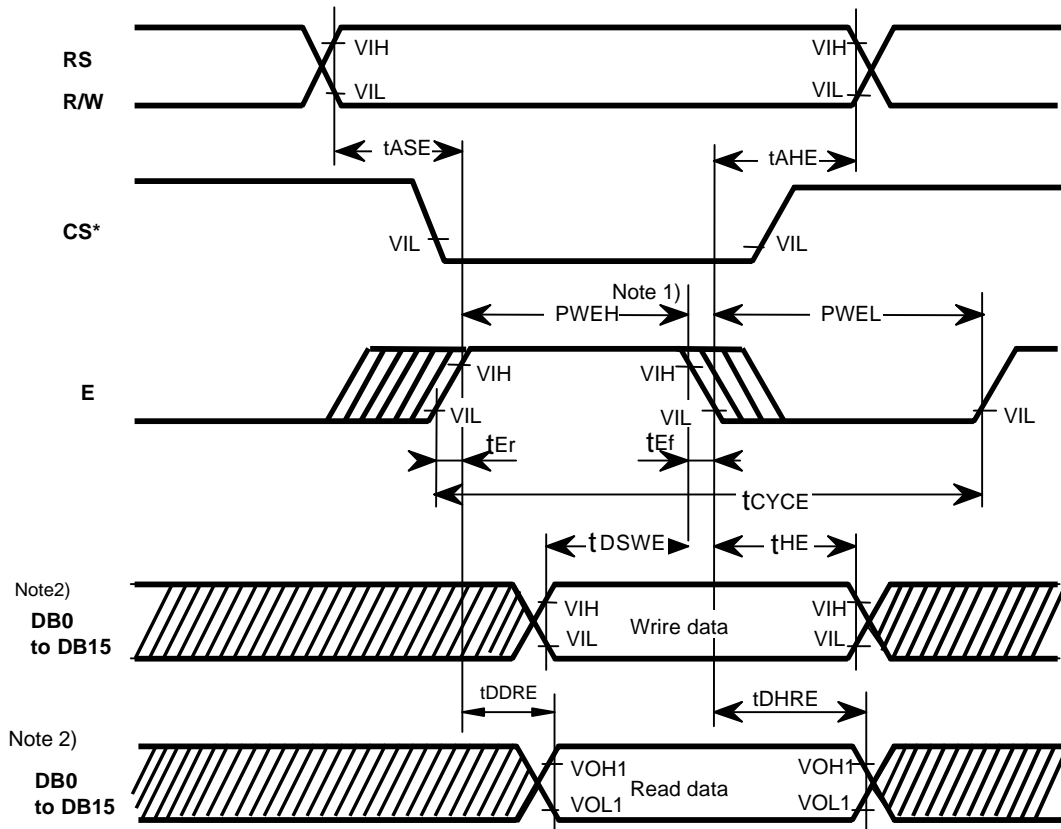 RS
VIH
VIH
R/W
VIL
VIL
tASE
tAHE
CS*
VIL
VIL
Note 1)
PWEH
PWEL
E
VIH
VIH
VIL
VIL
VIL
tEr
tEf
tCYCE
tDSWE
tHE
Note2)
DB0
to DB15
VIH
VIH
VIL
Wrire data
VIL
tDDRE
tDHRE
Note 2)
DB0
to DB15
VOH1
VOH1
VOL1
Read data
VOL1